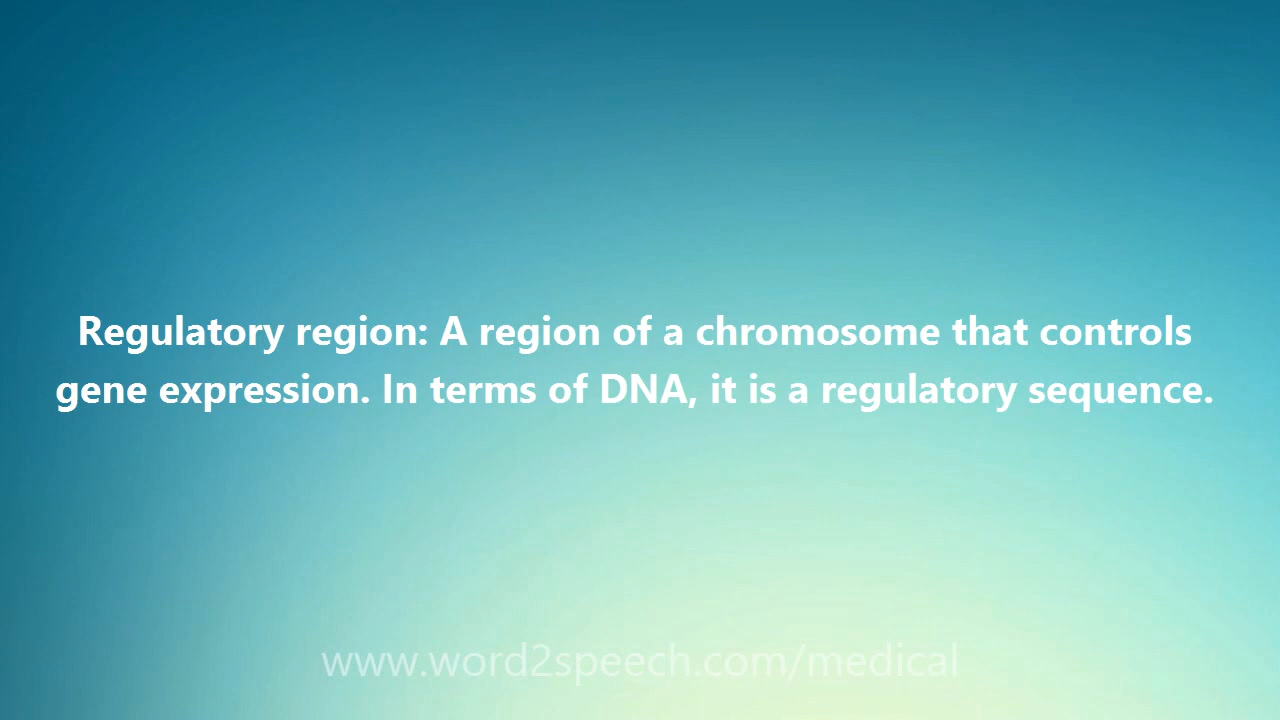 Regulatory region: A region of a chromosome that controls
gene expression. In terms of DNA, it is a regulatory sequence.
www.word2speech.com/medical